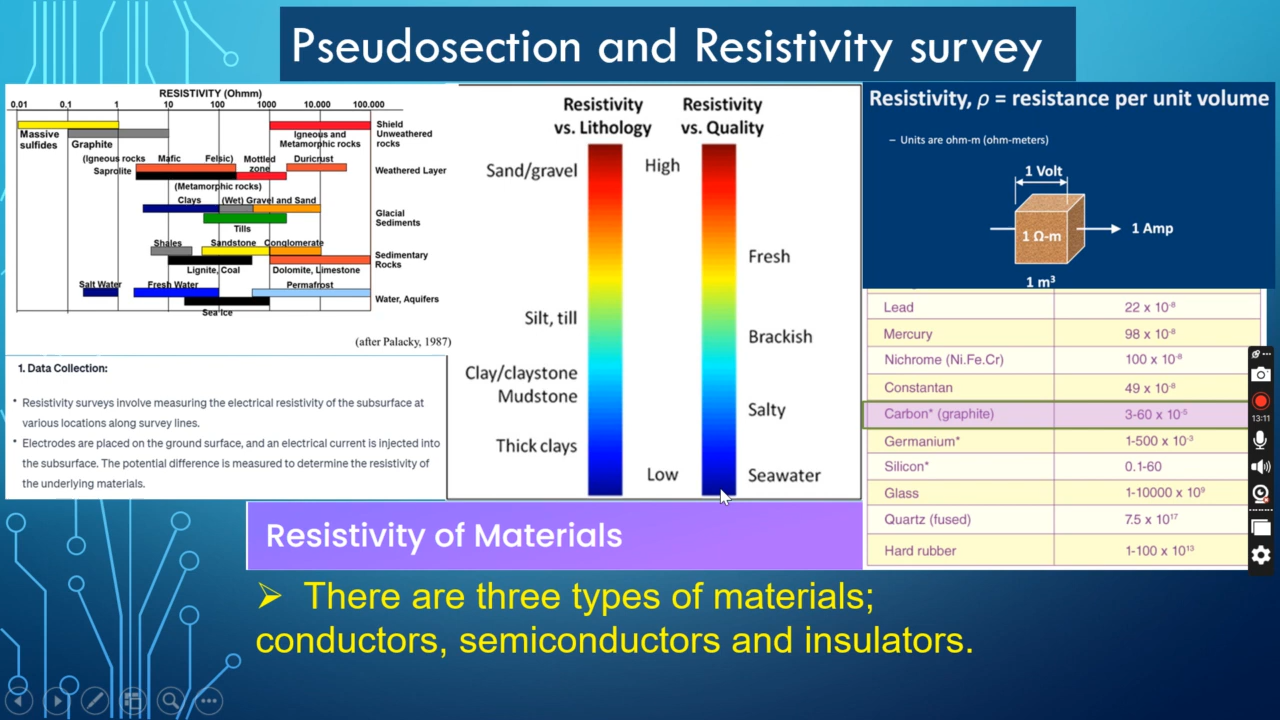 Pseudosection and Resistivity survey
RESISTIVITY (Ohmm)
0.01 0.1 1 10 100 1000 10.000 100.000
Massive
sulfides
Graphite
Igneous and
Metamorphic rocks
Shield
Unweathered
rocks
(Igneous rocks Mafic Felsic)
Saprolite
Mottled
zone
Duricrust
(Metamorphic rocks)
Weathered Layer
Clays
(Wet) Gravel and Sand
Tills
Glacial
Sediments
Shales
Sandstone
Conglomerate
Lignite, Coal
Dolomite, Limestone
Sedimentary
Rocks
Salt Water
Fresh Water
Permafrost
Sea Ice
Water, Aquifers
(after Palacky, 1987)
1. Data Collection:
• Resistivity surveys involve measuring the electrical resistivity of the subsurface at
various locations along survey lines.
• Electrodes are placed on the ground surface, and an electrical current is injected into
the subsurface. The potential difference is measured to determine the resistivity of
the underlying materials.
Resistivity
vs. Lithology
Resistivity
vs. Quality
Sand/gravel
Silt, till
Clay/claystone
Mudstone
Thick clays
High
Low
Fresh
Brackish
Salty
Seawater
Resistivity, ρ = resistance per unit volume
– Units are ohm-m (ohm-meters)
1 Volt
1 Ω-m
1 Amp
1 m³
Lead 22 x 10⁻⁸
Mercury 98 x 10⁻⁸
Nichrome (Ni.Fe.Cr) 100 x 10⁻⁸
Constantan 49 x 10⁻⁸
Carbon* (graphite) 3-60 x 10⁻⁵
Germanium* 1-500 x 10⁻³
Silicon* 0.1-60
Glass 1-10000 x 10⁹
Quartz (fused) 7.5 x 10¹⁷
Hard rubber 1-100 x 10¹³
13:11
Resistivity of Materials
➢ There are three types of materials;
conductors, semiconductors and insulators.